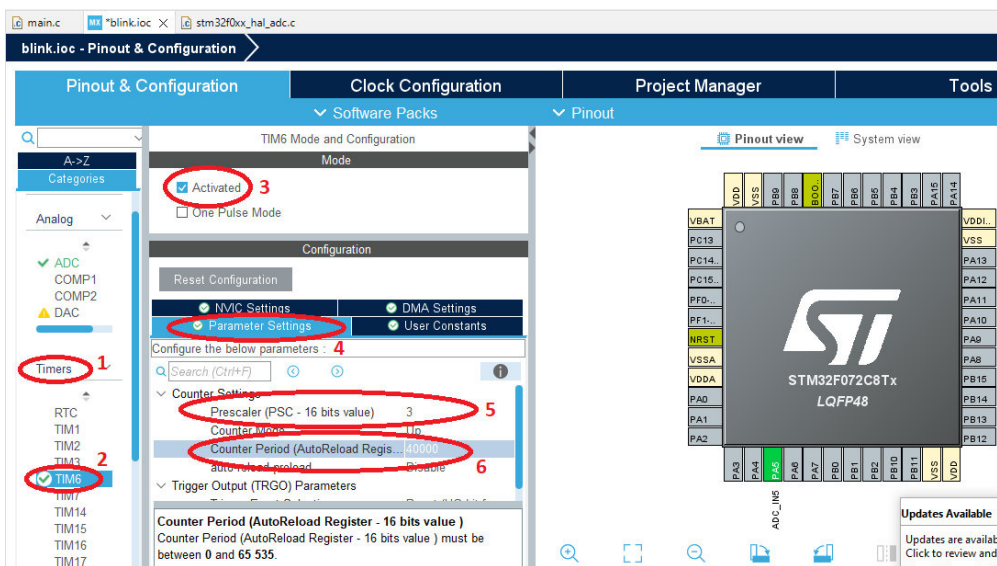 main.c
*blink.ioc
stm32f0xx_hal_adc.c
blink.ioc - Pinout & Configuration
Pinout & Configuration
Clock Configuration
Project Manager
Tools
Software Packs
Pinout
A->Z
Categories
Analog
ADC
COMP1
COMP2
DAC
Timers
1
RTC
TIM1
TIM2
TIM3
2
TIM6
TIM7
TIM14
TIM15
TIM16
TIM17
TIM6 Mode and Configuration
Mode
Activated
3
One Pulse Mode
Configuration
Reset Configuration
NVIC Settings
DMA Settings
Parameter Settings
User Constants
Configure the below parameters :
4
Search (Ctrl+F)
Counter Settings
Prescaler (PSC - 16 bits value)
3
5
Counter Mode
Up
Counter Period (AutoReload Regis...
40000
6
auto-reload preload
Disable
Trigger Output (TRGO) Parameters
Counter Period (AutoReload Register - 16 bits value )
Counter Period (AutoReload Register - 16 bits value ) must be
between 0 and 65 535.
Pinout view
System view
VDD
VSS
PB9
PB8
BOO..
PB7
PB6
PB5
PB4
PB3
PA15
PA14
VBAT
PC13
PC14..
PC15..
PF0-..
PF1-..
NRST
VSSA
VDDA
PA0
PA1
PA2
STM32F072C8Tx
LQFP48
VDDI..
VSS
PA13
PA12
PA11
PA10
PA9
PA8
PB15
PB14
PB13
PB12
PA3
PA4
PA5
PA6
PA7
PB0
PB1
PB2
PB10
PB11
VSS
VDD
ADC_IN5
Updates Available
Updates are availab
Click to review and